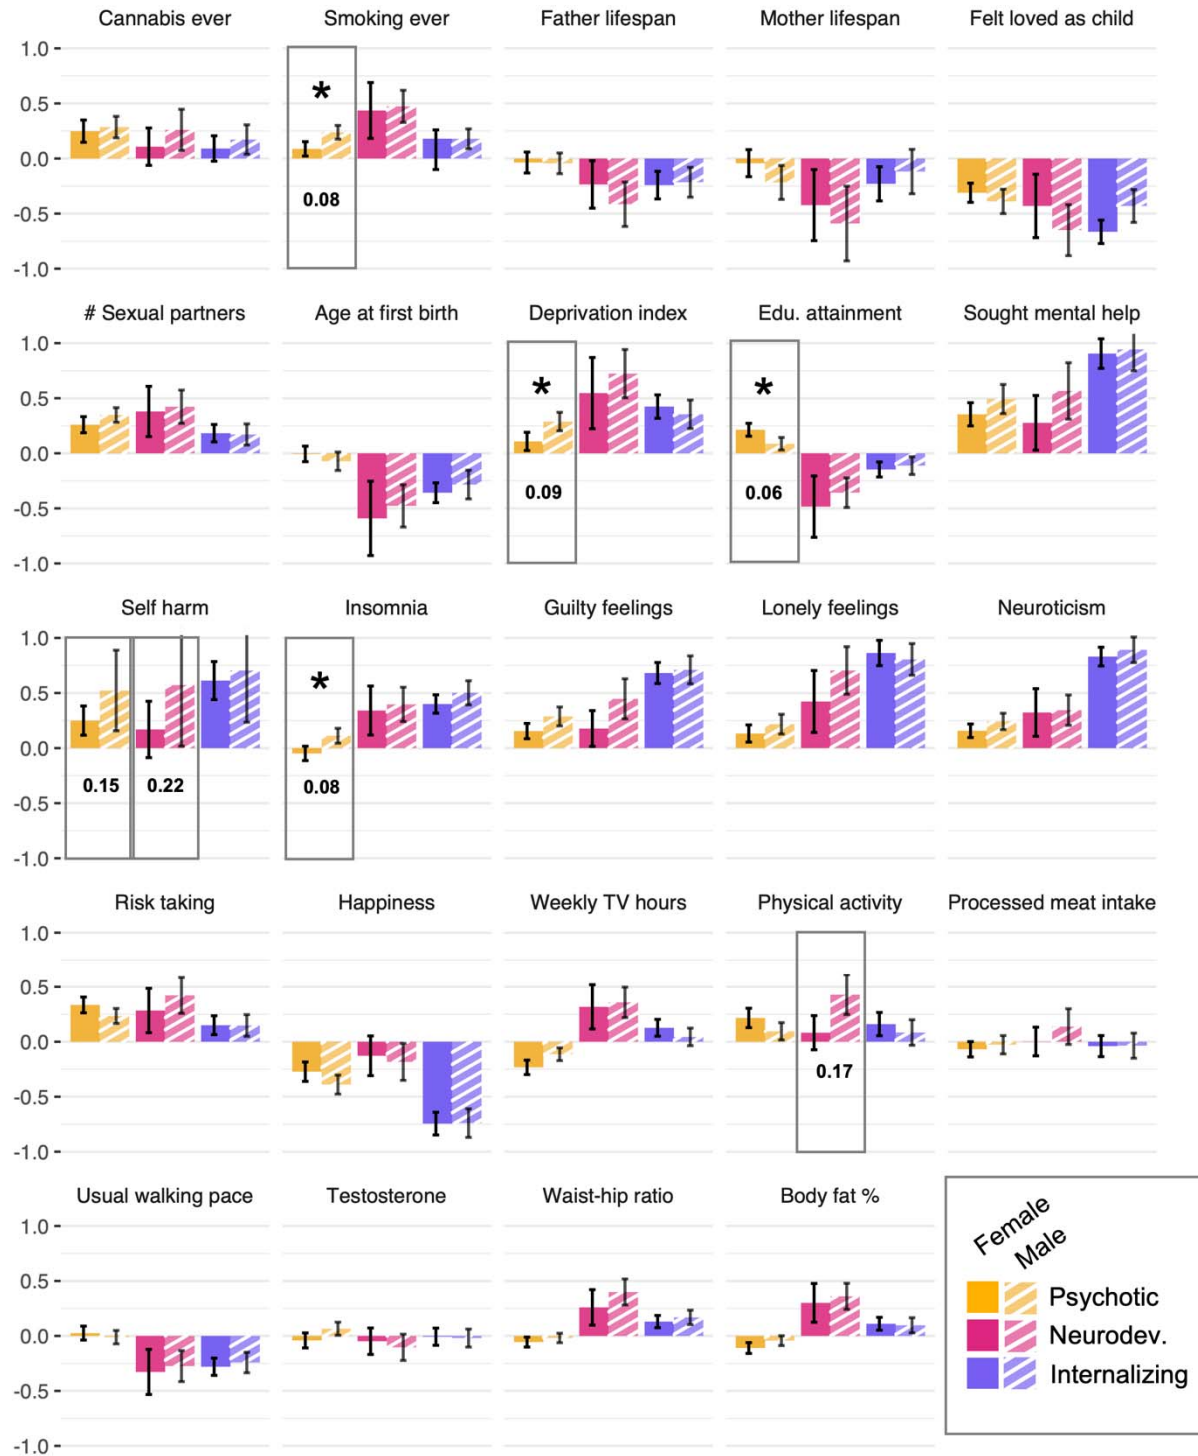 Cannabis ever Smoking ever Father lifespan Mother lifespan Felt loved as child
1.0
*
0.5
0.0
0.08
-0.5
-1.0
# Sexual partners Age at first birth Deprivation index Edu. attainment Sought mental help
1.0
* *
0.5
0.0
0.09 0.06
-0.5
-1.0
Self harm Insomnia Guilty feelings Lonely feelings Neuroticism
1.0
*
0.5
0.0
0.15 0.22 0.08
-0.5
-1.0
Risk taking Happiness Weekly TV hours Physical activity Processed meat intake
1.0
0.5
0.0
0.17
-0.5
-1.0
Usual walking pace Testosterone Waist-hip ratio Body fat %
1.0
0.5
0.0
-0.5
-1.0
Female
Male
Psychotic
Neurodev.
Internalizing